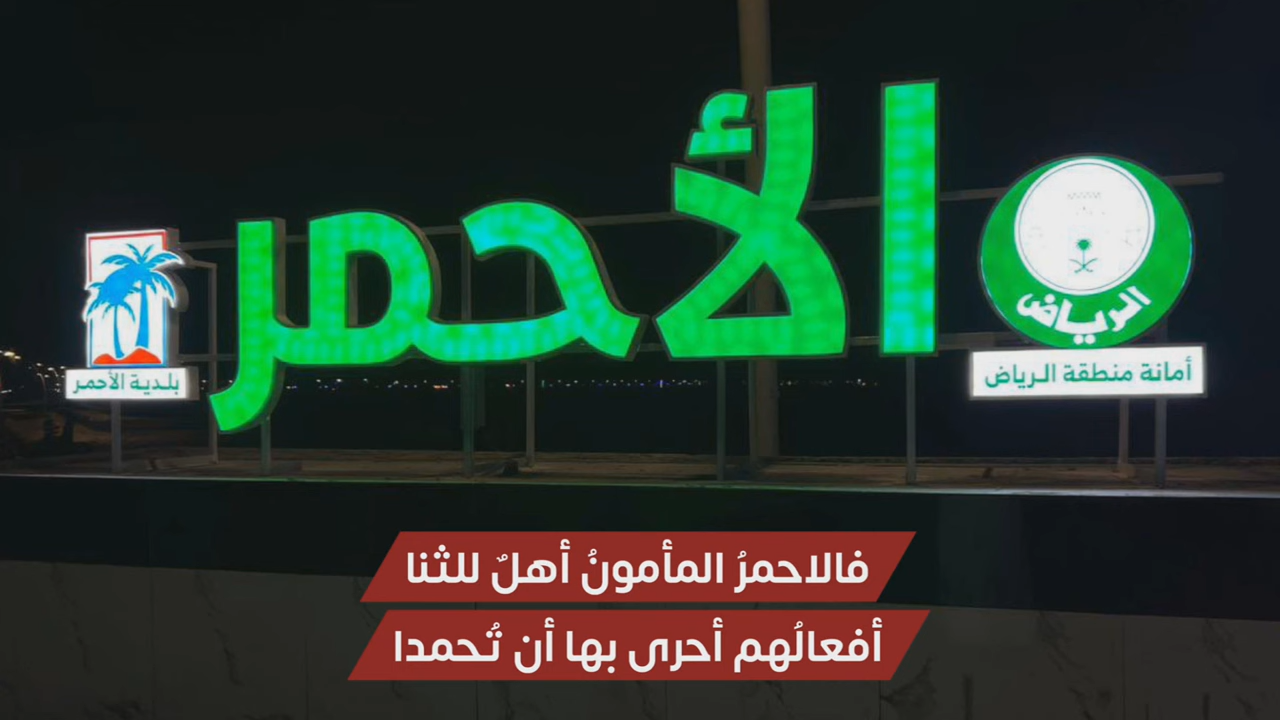 الأحمر
الرياض
أمانة منطقة الرياض
بلدية الأحمر
فالاحمرُ المأمونُ أهلٌ للثنا
أفعالُهم أحرى بها أن تُحمدا